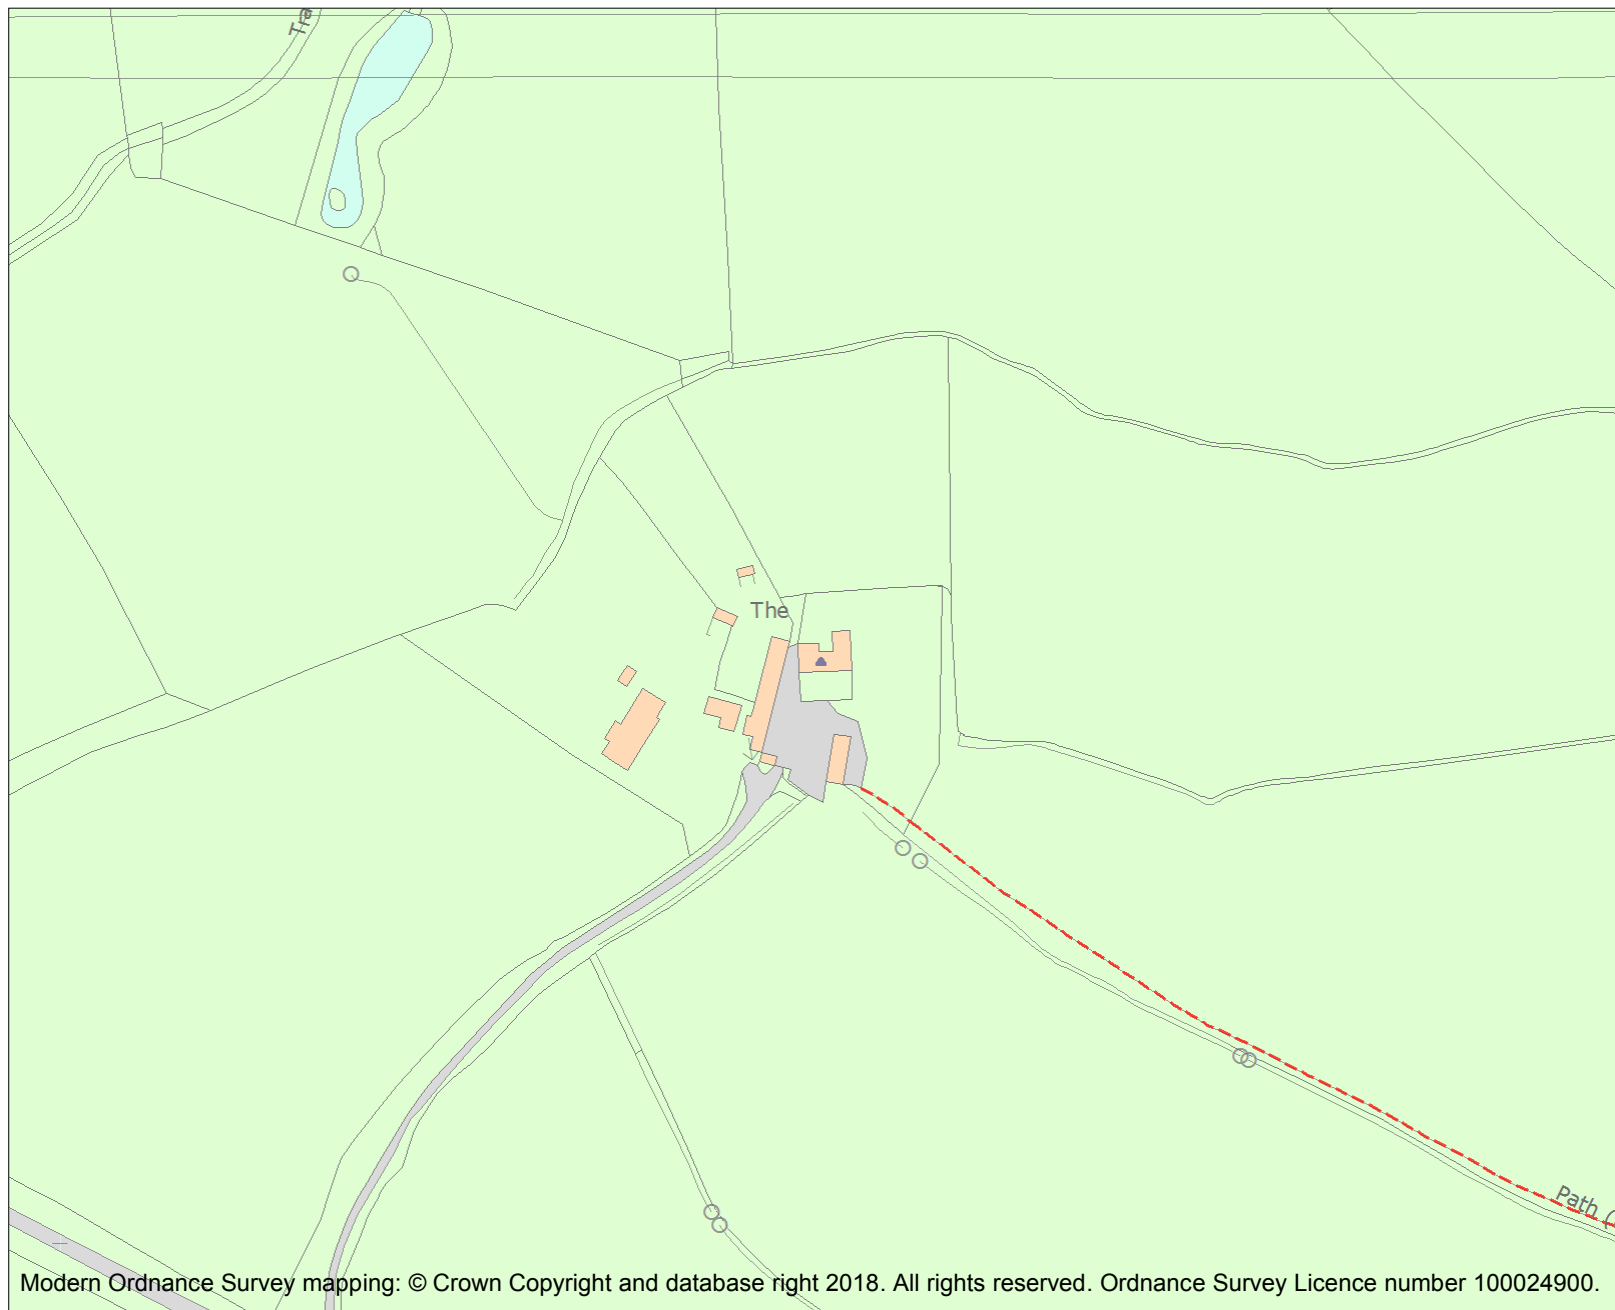 Tra
The
Path (
Modern Ordnance Survey mapping: © Crown Copyright and database right 2018. All rights reserved. Ordnance Survey Licence number 100024900.